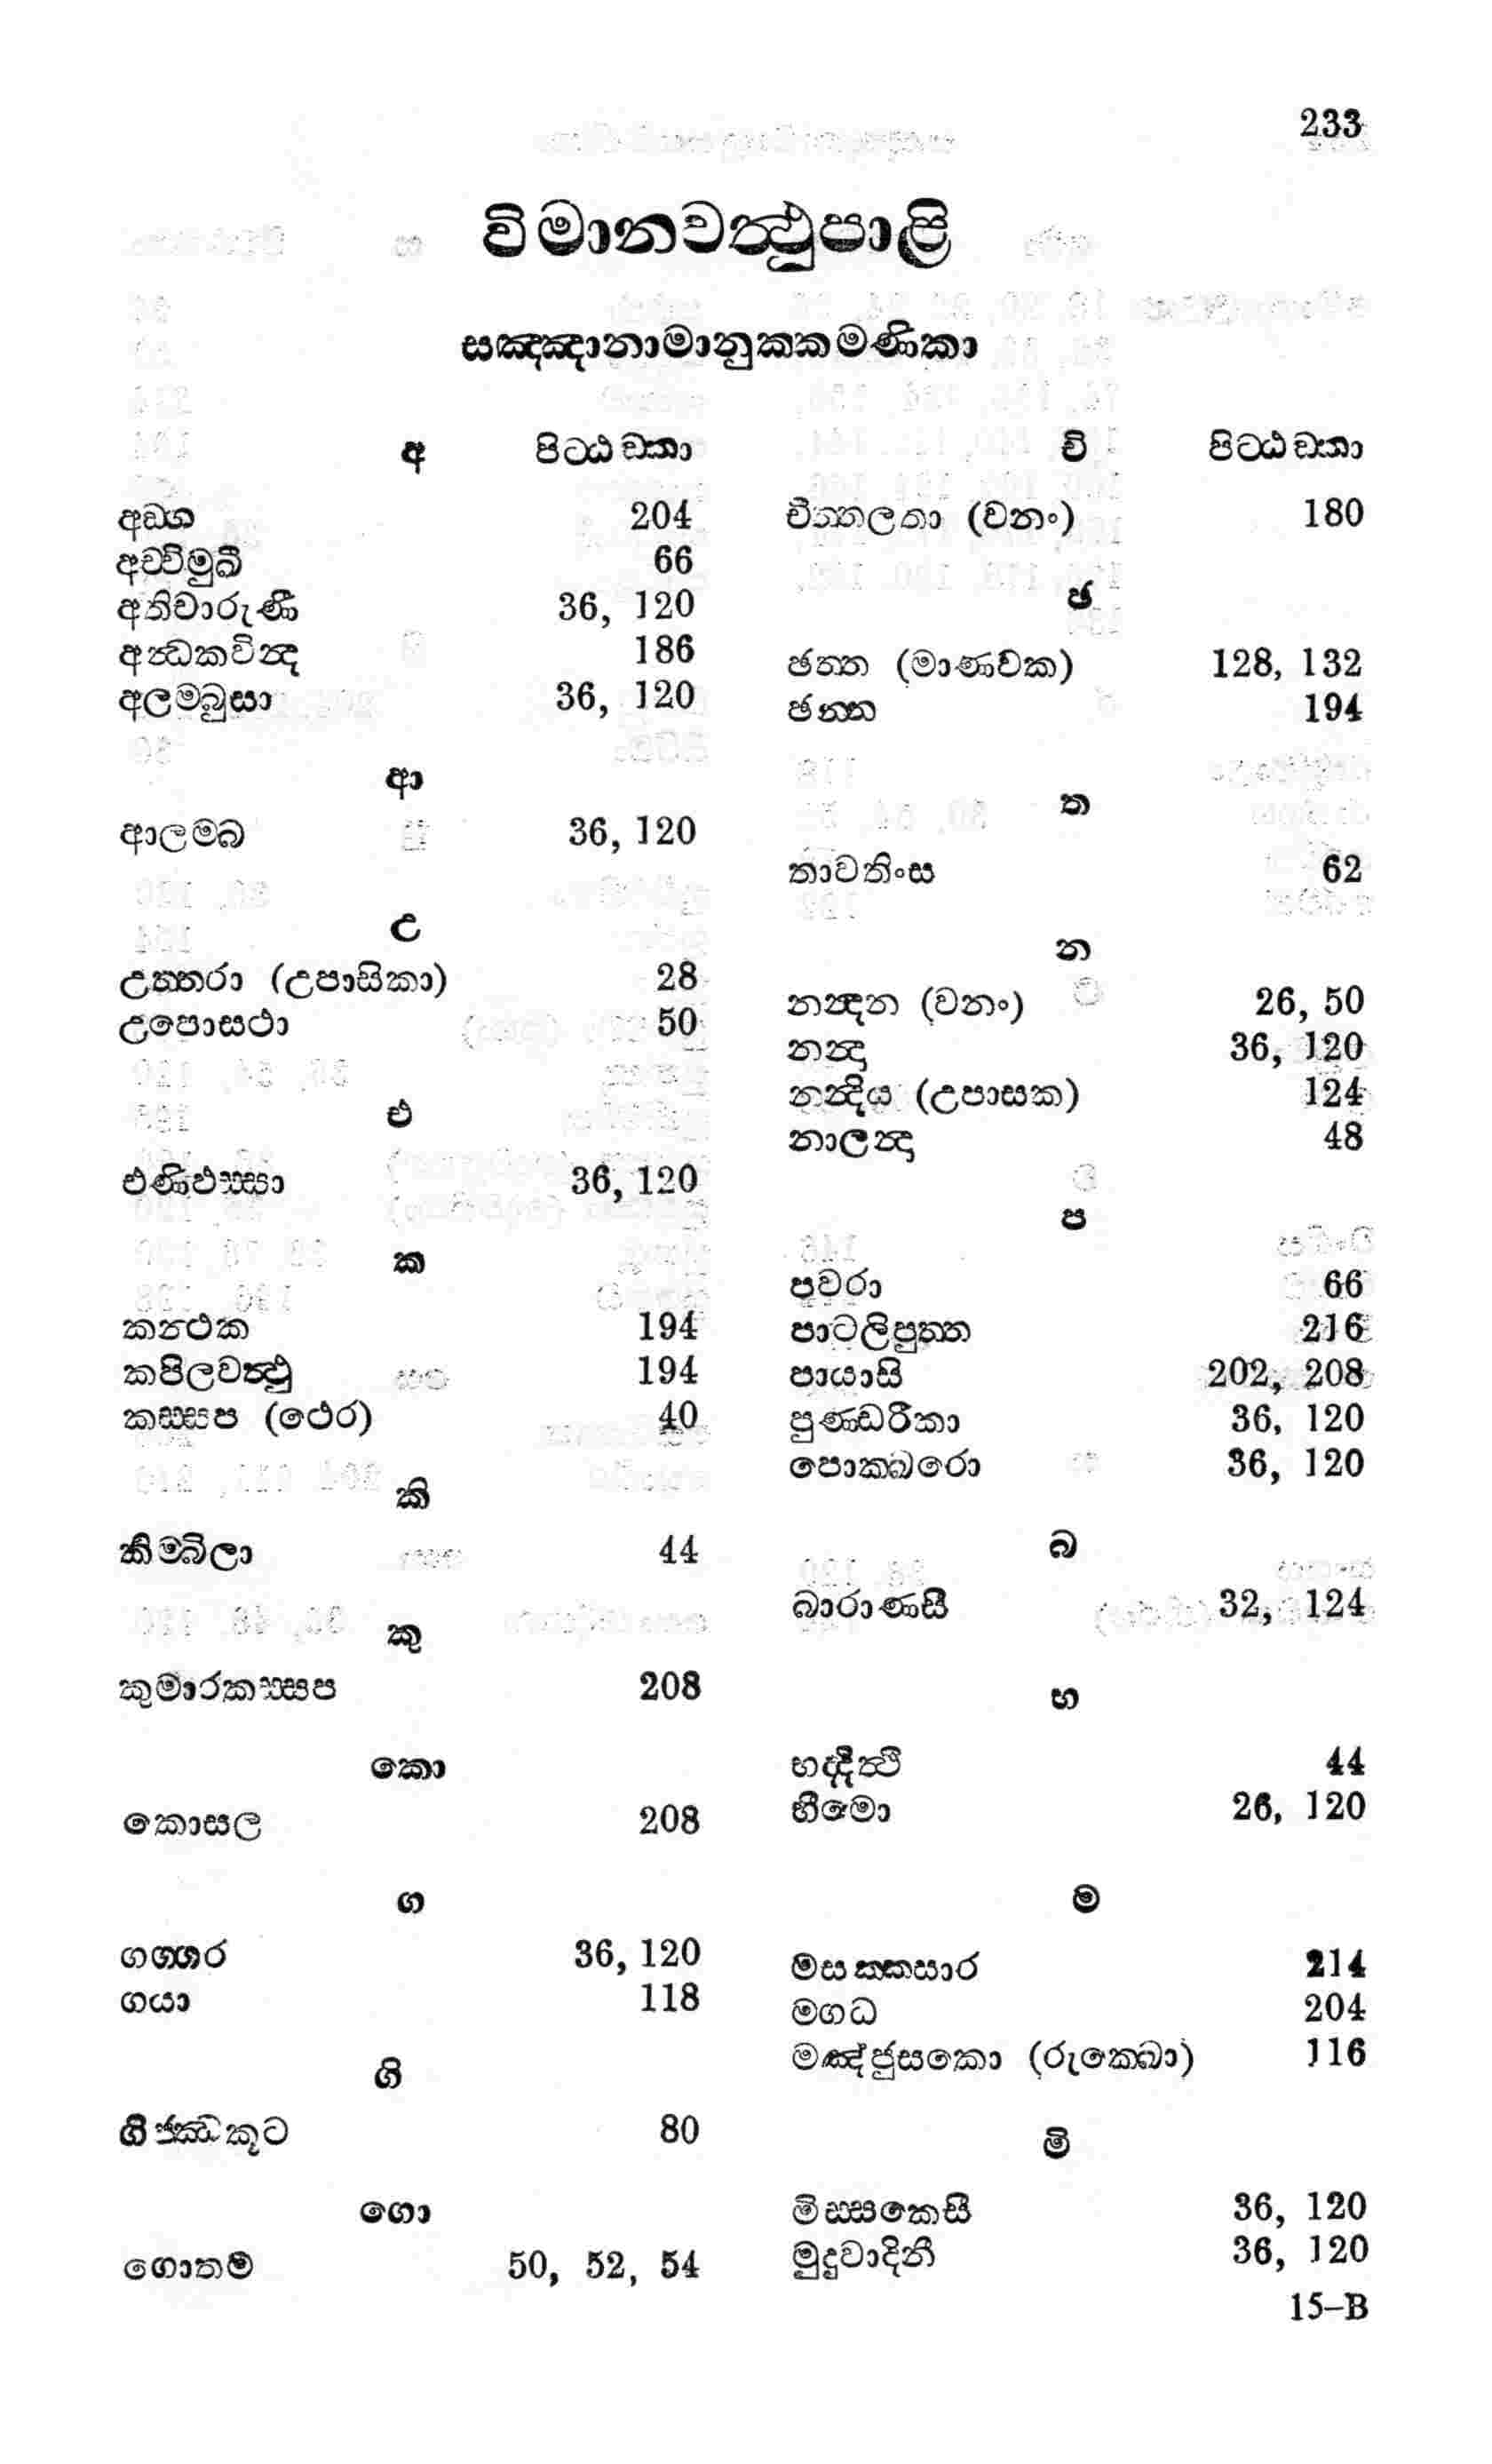 233
විමානවත්‍ථුපාළි
සඤ්ඤානාමානුක්කමණිකා
අ පිට්ඨඞ්කා
අඞ්ග 204
අච්චිමුඛී 66
අතිචාරුණී 36, 120
අන්‍ධකවින්‍ද 186
අලම්බුසා 36, 120
ආ
ආලම්බ 36, 120
උ
උත්තරා (උපාසිකා) 28
උපොසථා 50
එ
එණිඵස්සා 36, 120
ක
කන්‍ථක 194
කපිලවත්‍ථු 194
කස්සප (ථෙර) 40
කි
කිම්බිලා 44
කු
කුමාරකස්සප 208
කො
කොසල 208
ග
ගග්ගර 36, 120
ගයා 118
ගි
ගිජ්ඣකූට 80
ගො
ගොතම 50, 52, 54
චි පිට්ඨඞ්කා
චිත්තලතා (වනං) 180
ඡ
ඡත්ත (මාණවක) 128, 132
ඡන්න 194
ත
තාවතිංස 62
න
නන්‍දන (වනං) 26, 50
නන්‍දා 36, 120
නන්‍දිය (උපාසක) 124
නාලන්‍දා 48
ප
පවරා 66
පාටලිපුත්ත 216
පායාසි 202, 208
පුණ්ඩරීකා 36, 120
පොක්ඛරො 36, 120
බ
බාරාණසී 32, 124
භ
භද්දිත්‍ථි 44
භීමො 26, 120
ම
මසක්කසාර 214
මගධ 204
මඤ්ජුසකො (රුක්ඛො) 116
මි
මිස්සකෙසී 36, 120
මුදුවාදිනී 36, 120
15–B